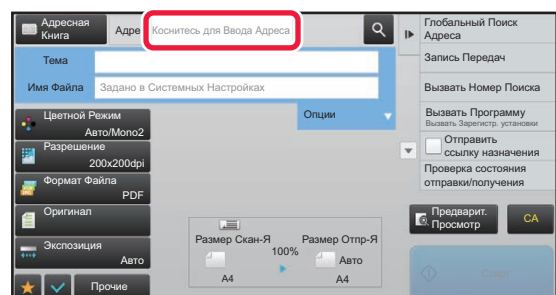 Адресная
Книга
Адре
Коснитесь для Ввода Адреса
Тема
Имя Файла
Задано в Системных Настройках
Опции
Цветной Режим
Авто/Mono2
Разрешение
200x200dpi
Формат Файла
PDF
Оригинал
Экспозиция
Авто
Прочие
Размер Скан-Я
100%
Размер Отпр-Я
Авто
A4
A4
Глобальный Поиск
Адреса
Запись Передач
Вызвать Номер Поиска
Вызвать Программу
Вызвать Зарегистр. установки
Отправить
ссылку назначения
Проверка состояния
отправки/получения
Предварит.
Просмотр
CA
Старт